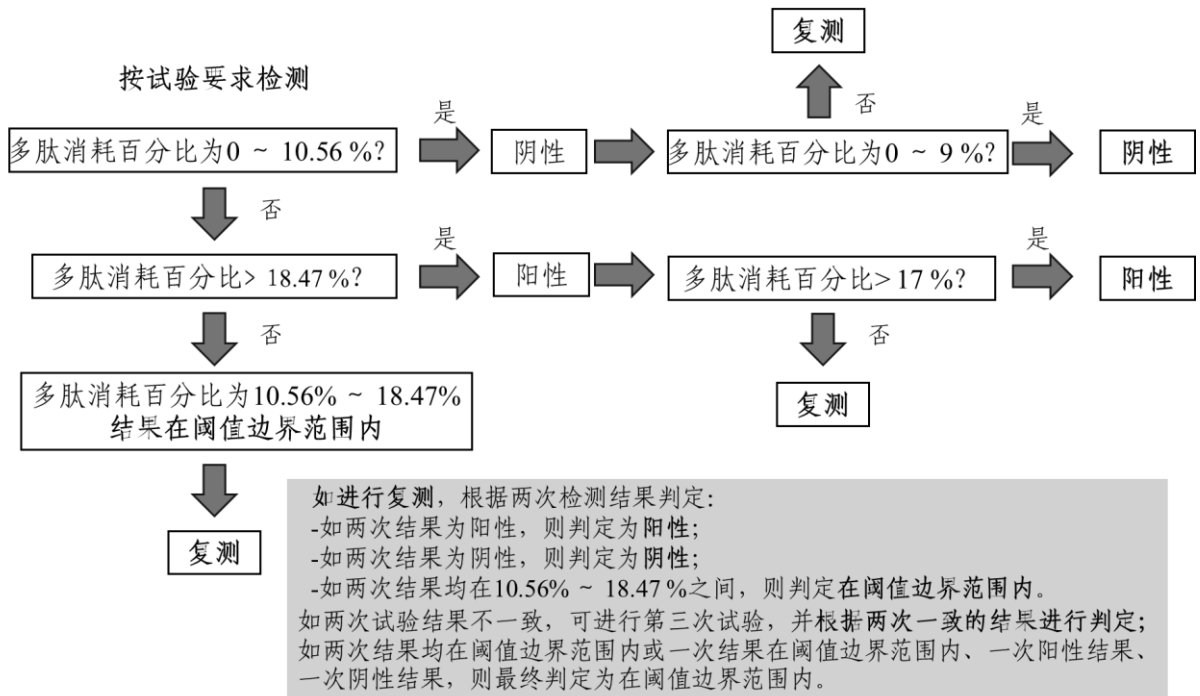 复测
按试验要求检测
是
否
是
多肽消耗百分比为0 ~ 10.56 %?
阴性
多肽消耗百分比为0 ~ 9 %?
阴性
否
是
是
多肽消耗百分比> 18.47 %?
阳性
多肽消耗百分比> 17 %?
阳性
否
否
多肽消耗百分比为10.56% ~ 18.47%
结果在阈值边界范围内
复测
复测
如进行复测，根据两次检测结果判定：
-如两次结果为阳性，则判定为阳性；
-如两次结果为阴性，则判定为阴性；
-如两次结果均在10.56% ~ 18.47 %之间，则判定在阈值边界范围内。
如两次试验结果不一致，可进行第三次试验，并根据两次一致的结果进行判定；
如两次结果均在阈值边界范围内或一次结果在阈值边界范围内、一次阳性结果、
一次阴性结果，则最终判定为在阈值边界范围内。